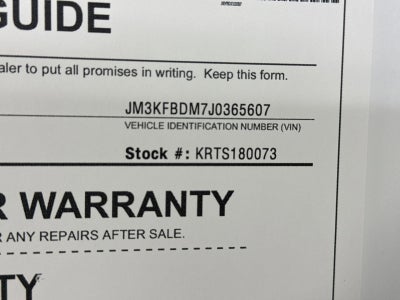 GUIDE
aler to put all promises in writing. Keep this form.
JM3KFBDM7J0365607
VEHICLE IDENTIFICATION NUMBER (VIN)
Stock #: KRTS180073
R WARRANTY
R ANY REPAIRS AFTER SALE.
TY